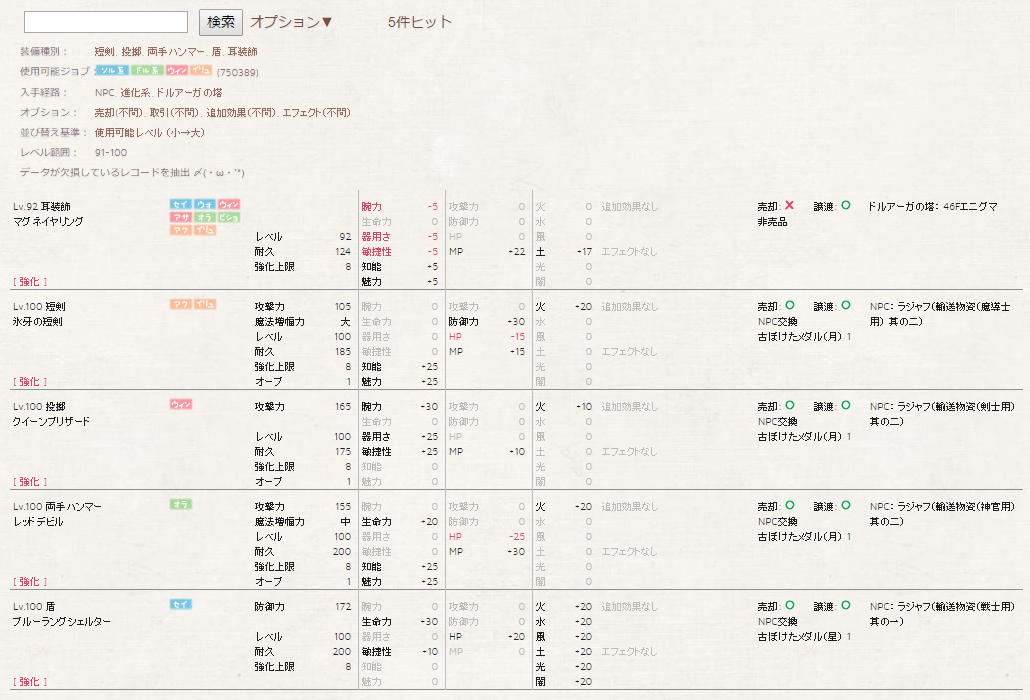 検索 オプション▼ 5件ヒット
装備種別： 短剣, 投擲, 両手ハンマー, 盾, 耳装飾
使用可能ジョブ： ソル系 ドル系 ウィン イリュ (750389)
入手経路： NPC, 進化系, ドルアーガの塔
オプション： 売却(不問), 取引(不問), 追加効果(不問), エフェクト(不問)
並び替え基準： 使用可能レベル (小→大)
レベル範囲： 91-100
データが欠損しているレコードを抽出 〆(・ω・´*)
Lv.92 耳装飾 セイ ウォ ウィン 腕力 -5 攻撃力 0 火 0 追加効果なし 売却: × 譲渡: ○ ドルアーガの塔： 46Fエニグマ
マグネイヤリング アサ オラ ビショ 生命力 0 防御力 0 水 0 非売品
アク イリュ レベル 92 器用さ -5 HP 0 風 0
耐久 124 敏捷性 -5 MP +22 土 +17 エフェクトなし
強化上限 8 知能 +5 光 0
[ 強化 ] 魅力 +5 闇 0
Lv.100 短剣 アク イリュ 攻撃力 105 腕力 0 攻撃力 0 火 +20 追加効果なし 売却: ○ 譲渡: ○ NPC： ラジャフ(輸送物資(魔導士
氷牙の短剣 魔法増幅力 大 生命力 0 防御力 +30 水 0 NPC交換 用) 其の二)
レベル 100 器用さ 0 HP -15 風 0 古ぼけたメダル(月) 1
耐久 185 敏捷性 0 MP +15 土 0 エフェクトなし
強化上限 8 知能 +25 光 0
[ 強化 ] オーブ 1 魅力 +25 闇 0
Lv.100 投擲 ウィン 攻撃力 165 腕力 +30 攻撃力 0 火 +10 追加効果なし 売却: ○ 譲渡: ○ NPC： ラジャフ(輸送物資(剣士用)
クイーンブリザード 生命力 0 防御力 0 水 0 NPC交換 其の二)
レベル 100 器用さ +25 HP 0 風 0 古ぼけたメダル(月) 1
耐久 175 敏捷性 +25 MP +10 土 0 エフェクトなし
強化上限 8 知能 0 光 0
[ 強化 ] オーブ 1 魅力 0 闇 0
Lv.100 両手ハンマー オラ 攻撃力 155 腕力 0 攻撃力 0 火 +20 追加効果なし 売却: ○ 譲渡: ○ NPC： ラジャフ(輸送物資(神官用)
レッドデビル 魔法増幅力 中 生命力 +20 防御力 0 水 0 NPC交換 其の二)
レベル 100 器用さ 0 HP -25 風 0 古ぼけたメダル(月) 1
耐久 200 敏捷性 0 MP +30 土 0 エフェクトなし
強化上限 8 知能 +25 光 0
[ 強化 ] オーブ 1 魅力 +25 闇 0
Lv.100 盾 セイ 防御力 172 腕力 0 攻撃力 0 火 +20 追加効果なし 売却: ○ 譲渡: ○ NPC： ラジャフ(輸送物資(戦士用)
ブルーラングシェルター 生命力 +30 防御力 0 水 +20 NPC交換 其の一)
レベル 100 器用さ 0 HP +20 風 +20 古ぼけたメダル(星) 1
耐久 200 敏捷性 +10 MP 0 土 +20 エフェクトなし
強化上限 8 知能 0 光 +20
[ 強化 ] 魅力 0 闇 +20